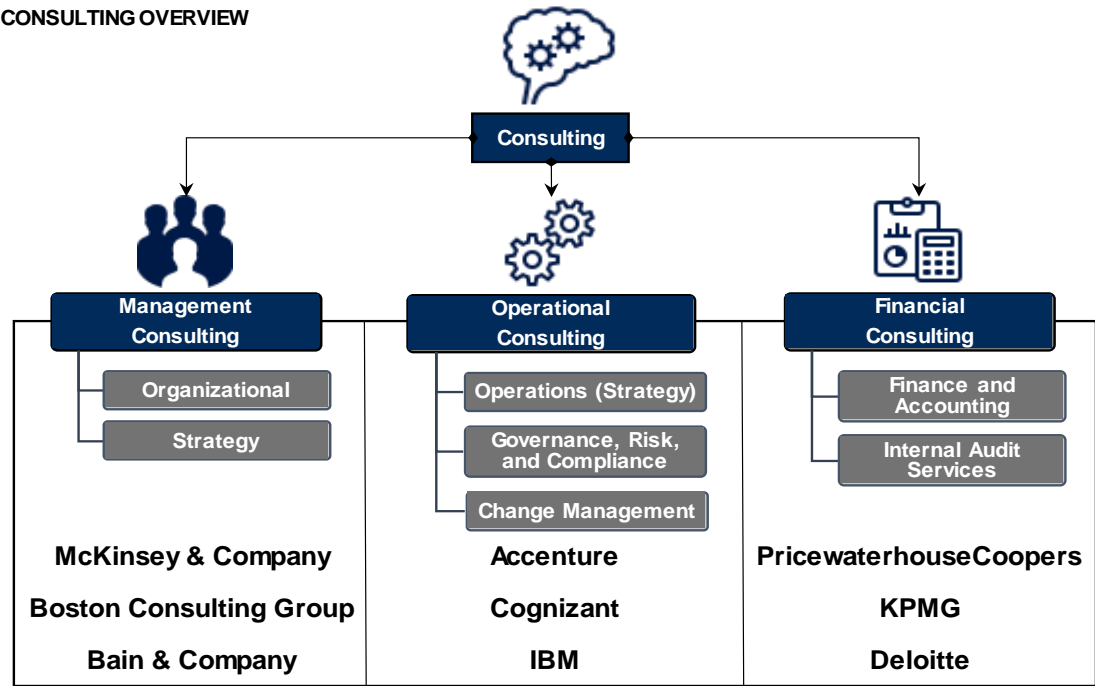 CONSULTING OVERVIEW
Consulting
Management
Consulting
Organizational
Strategy
McKinsey & Company
Boston Consulting Group
Bain & Company
Operational
Consulting
Operations (Strategy)
Governance, Risk,
and Compliance
Change Management
Accenture
Cognizant
IBM
Financial
Consulting
Finance and
Accounting
Internal Audit
Services
PricewaterhouseCoopers
KPMG
Deloitte